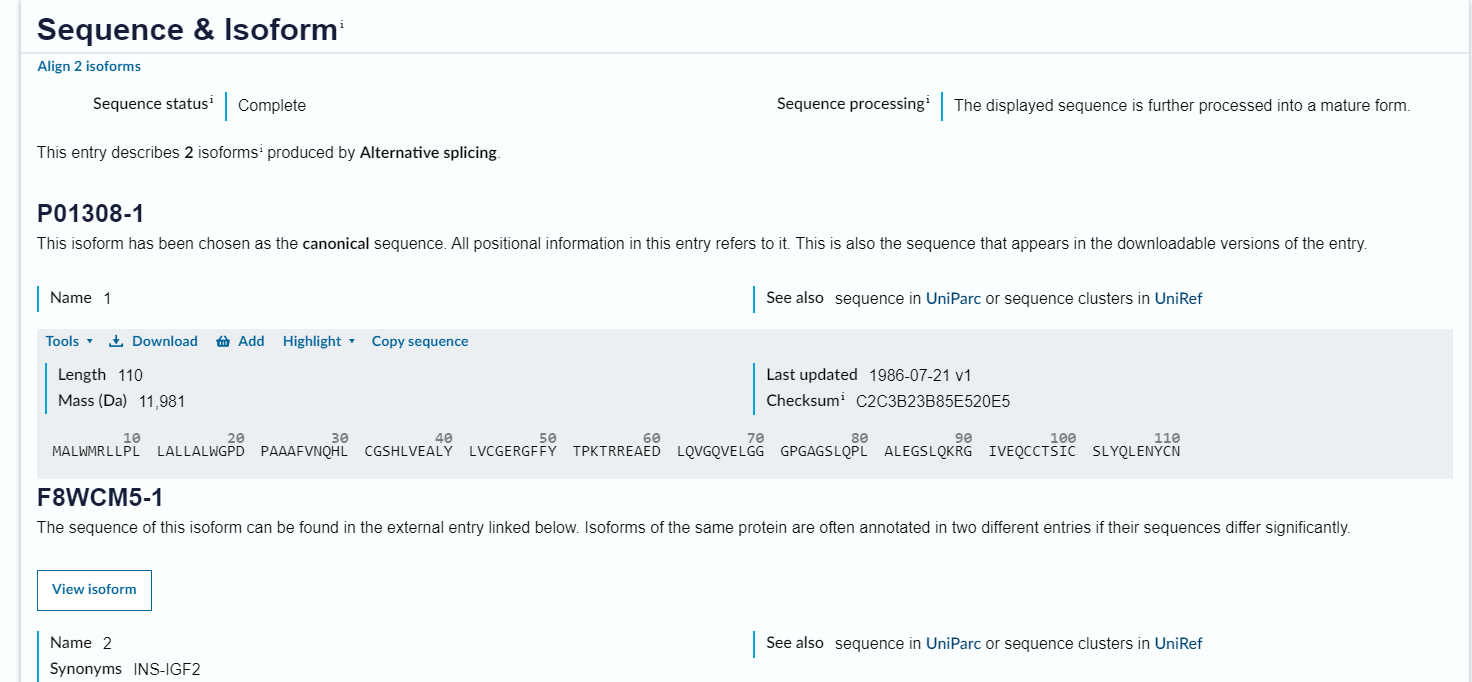 Sequence & Isoform i
Align 2 isoforms
Sequence status i Complete Sequence processing i The displayed sequence is further processed into a mature form.
This entry describes 2 isoforms i produced by Alternative splicing.
P01308-1
This isoform has been chosen as the canonical sequence. All positional information in this entry refers to it. This is also the sequence that appears in the downloadable versions of the entry.
Name 1 See also sequence in UniParc or sequence clusters in UniRef
Tools Download Add Highlight Copy sequence
Length 110 Last updated 1986-07-21 v1
Mass (Da) 11,981 Checksum i C2C3B23B85E520E5
10 20 30 40 50 60 70 80 90 100 110
MALWMRLLPL LALLALWGPD PAAAFVNQHL CGSHLVEALY LVCGERGFFY TPKTRREAED LQVGQVELGG GPGAGSLQPL ALEGSLQKRG IVEQCCTSIC SLYQLENYCN
F8WCM5-1
The sequence of this isoform can be found in the external entry linked below. Isoforms of the same protein are often annotated in two different entries if their sequences differ significantly.
View isoform
Name 2 See also sequence in UniParc or sequence clusters in UniRef
Synonyms INS-IGF2